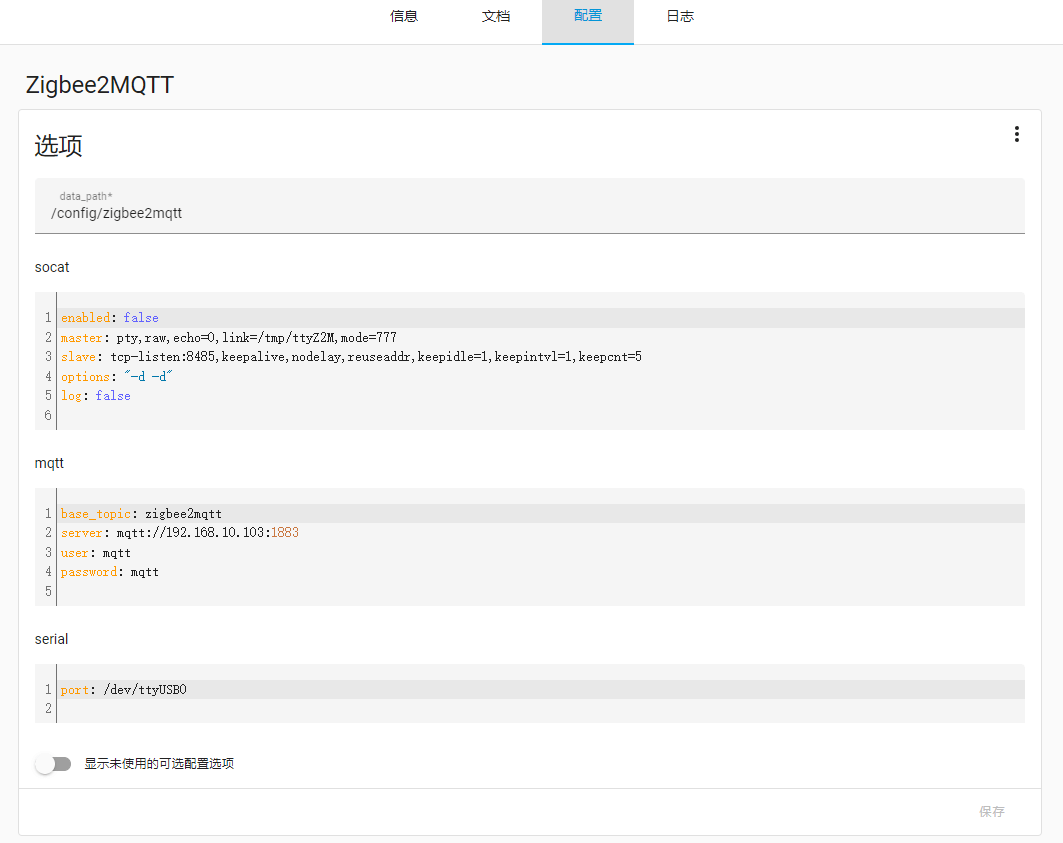 信息 文档 配置 日志
Zigbee2MQTT
选项
data_path*
/config/zigbee2mqtt
socat
1 enabled: false
2 master: pty,raw,echo=0,link=/tmp/ttyZ2M,mode=777
3 slave: tcp-listen:8485,keepalive,nodelay,reuseaddr,keepidle=1,keepintvl=1,keepcnt=5
4 options: "-d -d"
5 log: false
6
mqtt
1 base_topic: zigbee2mqtt
2 server: mqtt://192.168.10.103:1883
3 user: mqtt
4 password: mqtt
5
serial
1 port: /dev/ttyUSB0
2
显示未使用的可选配置选项
保存